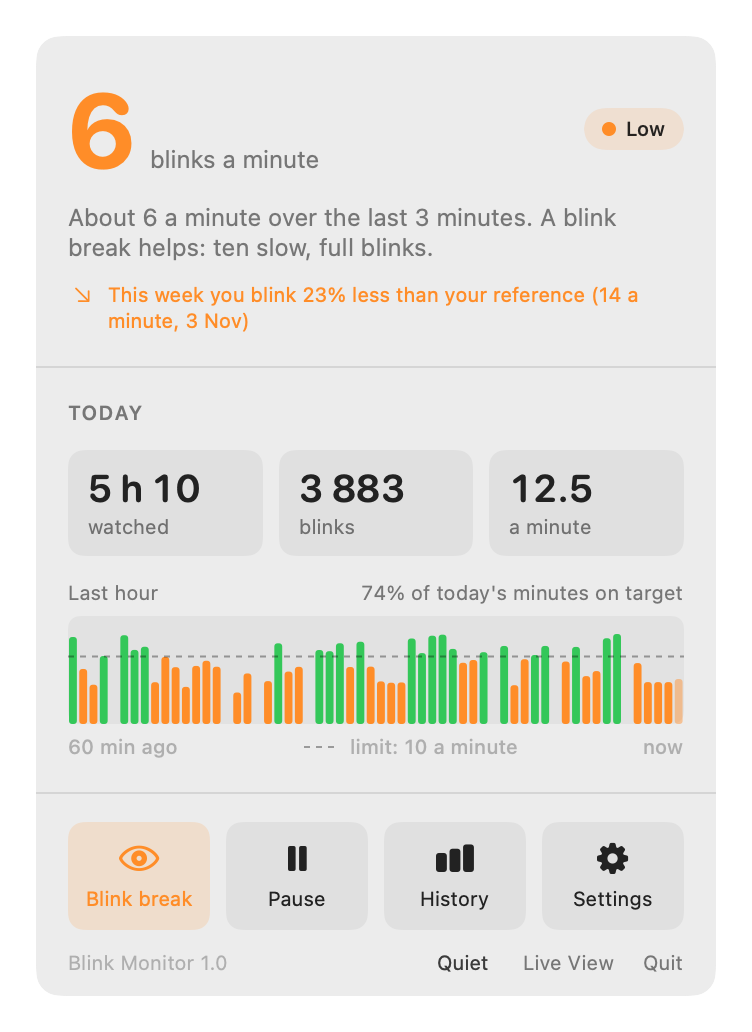 6 blinks a minute
Low
About 6 a minute over the last 3 minutes. A blink
break helps: ten slow, full blinks.
This week you blink 23% less than your reference (14 a
minute, 3 Nov)
TODAY
5 h 10
watched
3 883
blinks
12.5
a minute
Last hour
74% of today's minutes on target
60 min ago
limit: 10 a minute
now
Blink break
Pause
History
Settings
Blink Monitor 1.0
Quiet
Live View
Quit